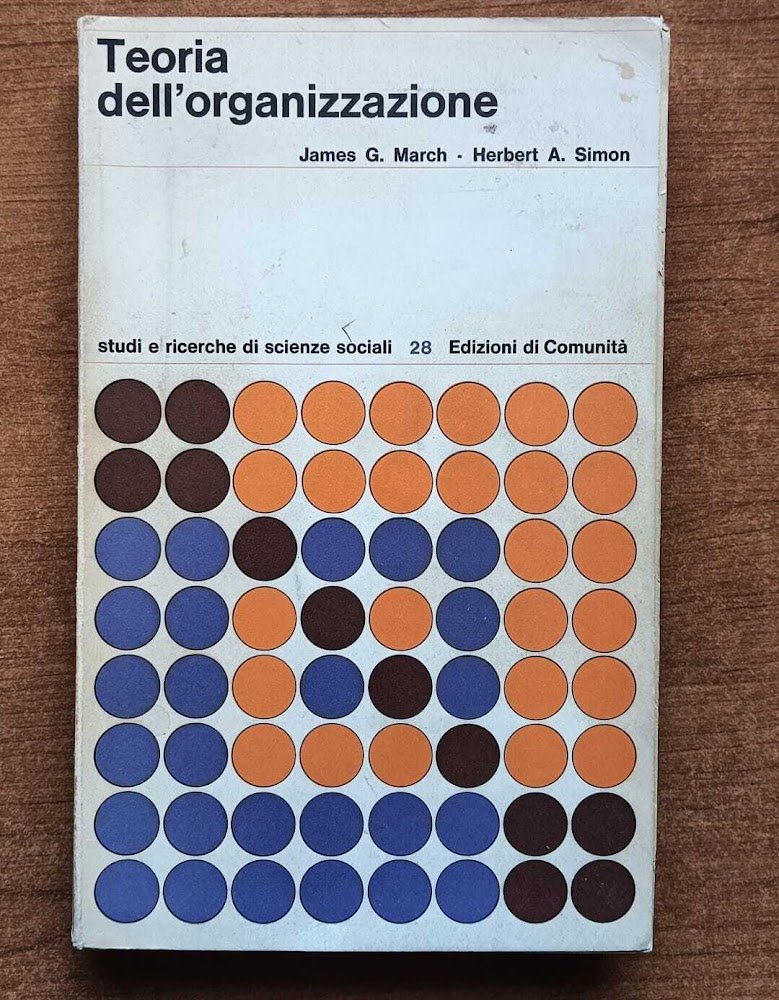 Teoria
dell'organizzazione
James G. March - Herbert A. Simon
studi e ricerche di scienze sociali 28 Edizioni di Comunità